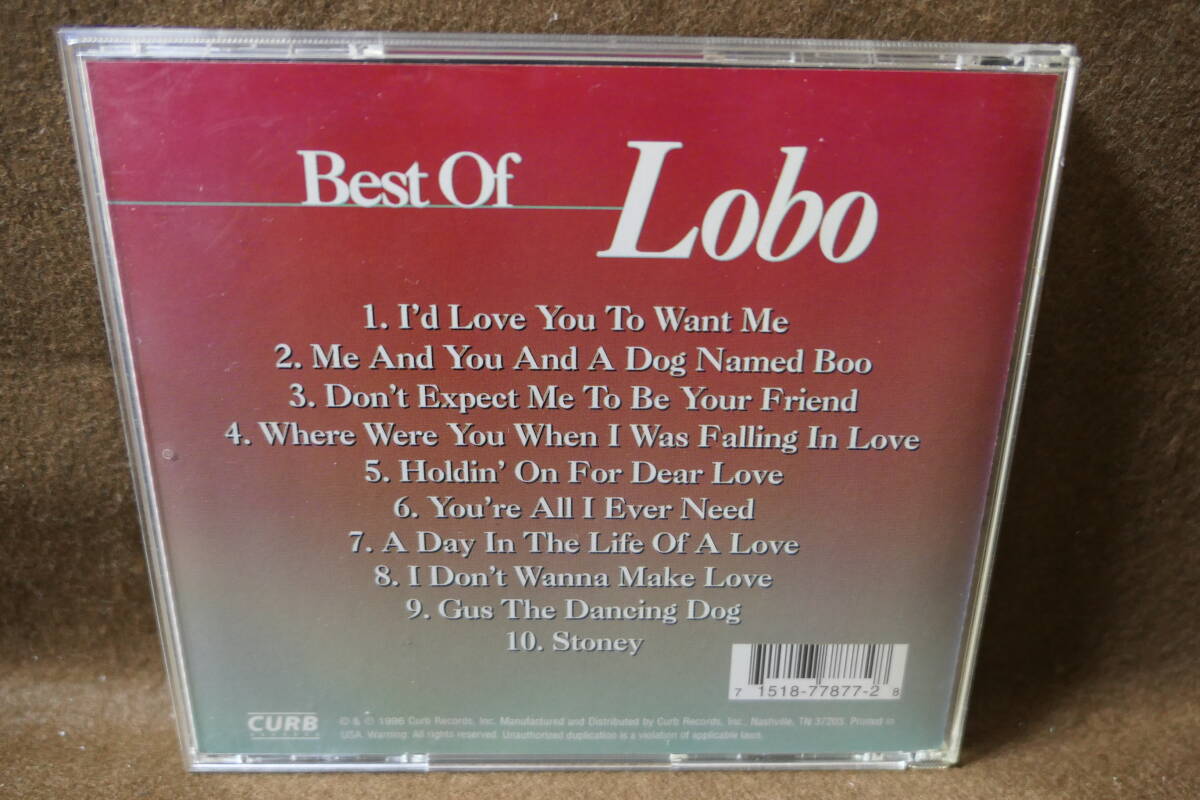 Best Of Lobo
1. I'd Love You To Want Me
2. Me And You And A Dog Named Boo
3. Don't Expect Me To Be Your Friend
4. Where Were You When I Was Falling In Love
5. Holdin' On For Dear Love
6. You're All I Ever Need
7. A Day In The Life Of A Love
8. I Don't Wanna Make Love
9. Gus The Dancing Dog
10. Stoney
7 1518-77877-2 8
CURB
RECORDS
© & ℗ 1996 Curb Records, Inc. Manufactured and Distributed by Curb Records, Inc., Nashville, TN 37203. Printed in
USA. Warning: All rights reserved. Unauthorized duplication is a violation of applicable laws.